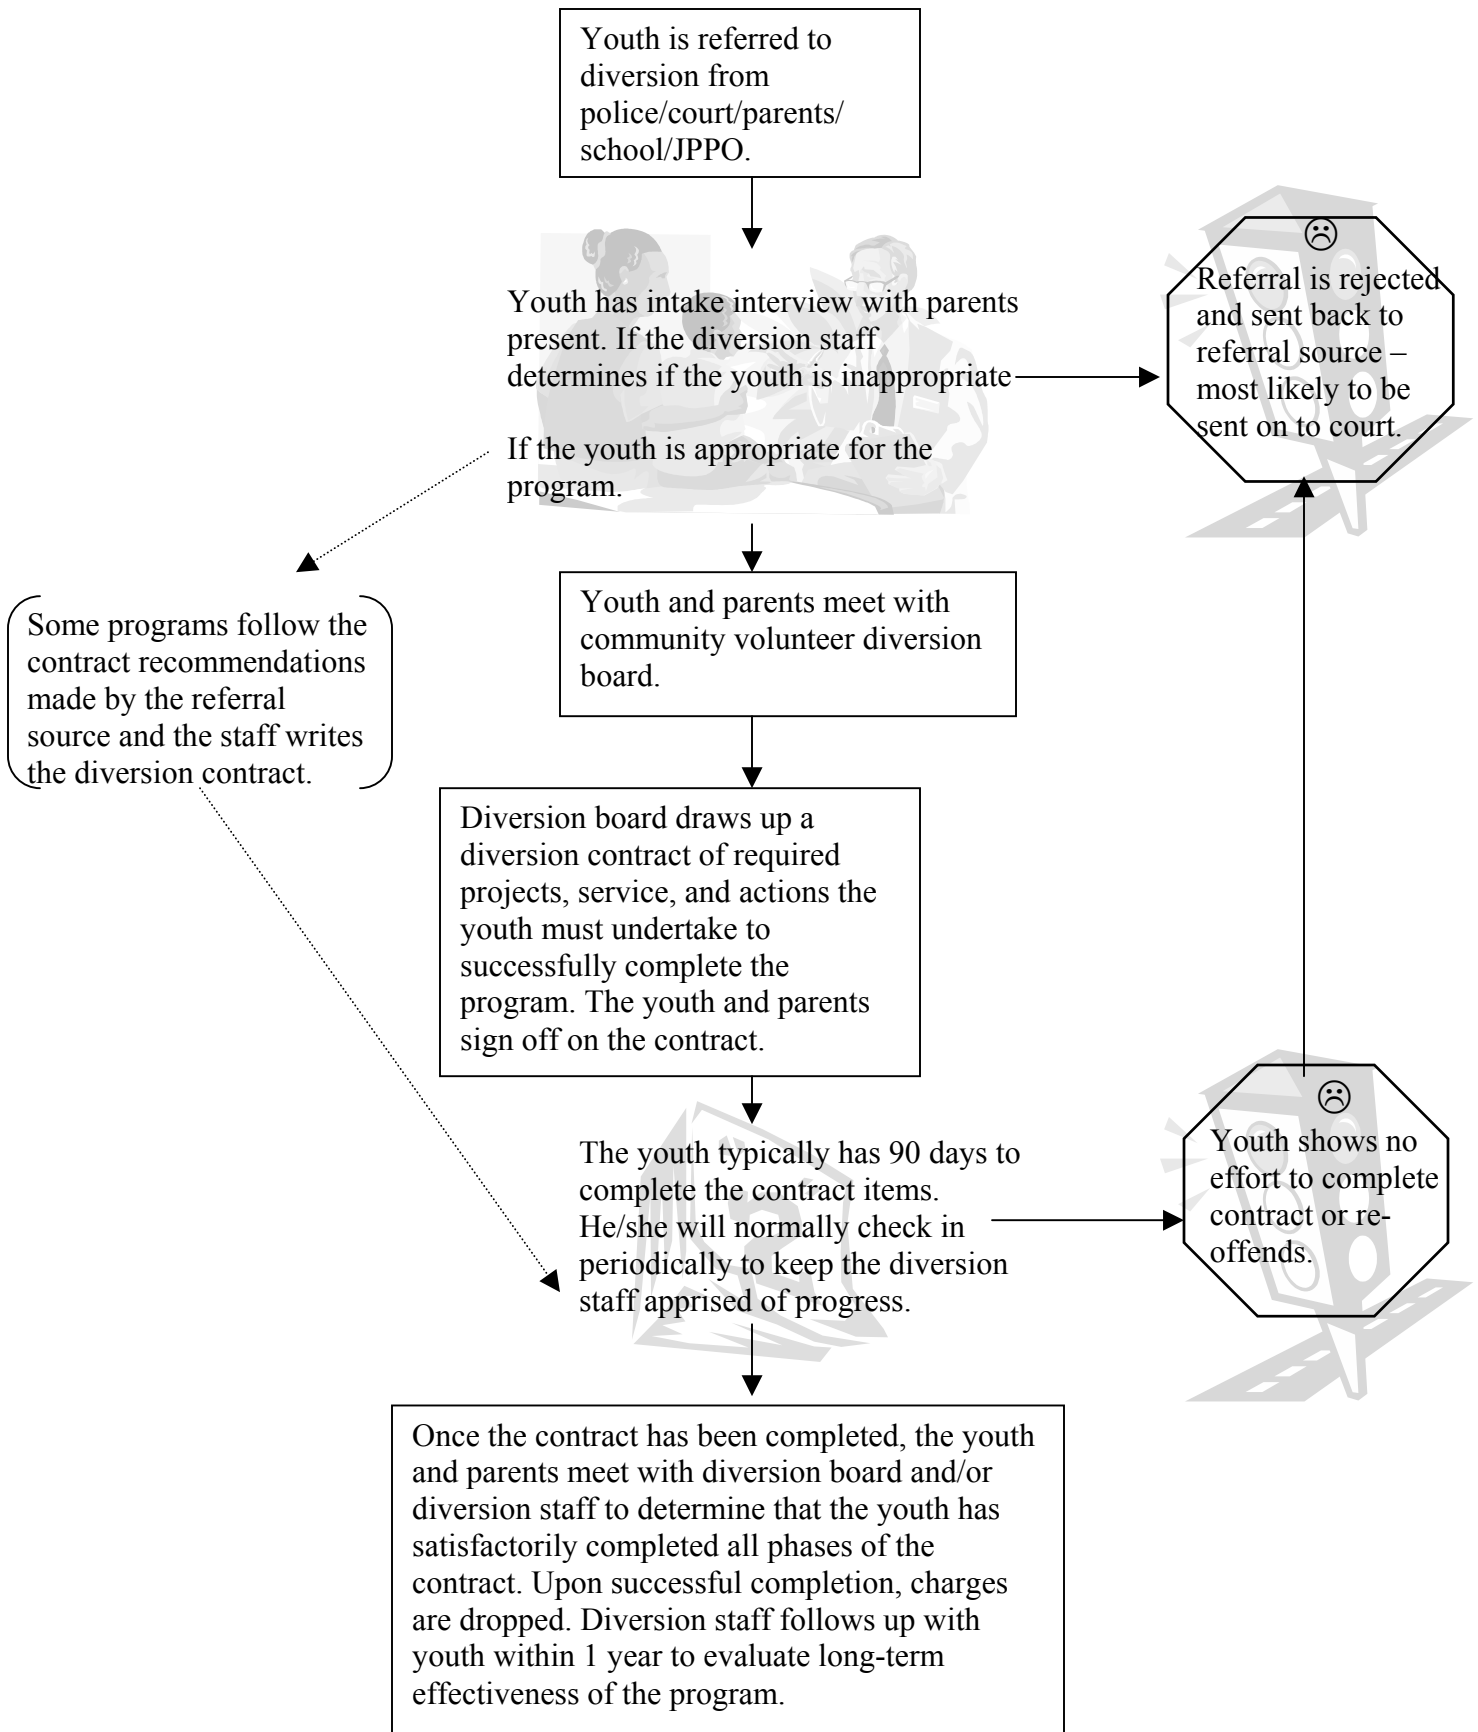 Youth is referred to
diversion from
police/court/parents/
school/JPPO.
Youth has intake interview with parents
present. If the diversion staff
determines if the youth is inappropriate
If the youth is appropriate for the
program.
Referral is rejected
and sent back to
referral source –
most likely to be
sent on to court.
Some programs follow the
contract recommendations
made by the referral
source and the staff writes
the diversion contract.
Youth and parents meet with
community volunteer diversion
board.
Diversion board draws up a
diversion contract of required
projects, service, and actions the
youth must undertake to
successfully complete the
program. The youth and parents
sign off on the contract.
The youth typically has 90 days to
complete the contract items.
He/she will normally check in
periodically to keep the diversion
staff apprised of progress.
Youth shows no
effort to complete
contract or re-
offends.
Once the contract has been completed, the youth
and parents meet with diversion board and/or
diversion staff to determine that the youth has
satisfactorily completed all phases of the
contract. Upon successful completion, charges
are dropped. Diversion staff follows up with
youth within 1 year to evaluate long-term
effectiveness of the program.